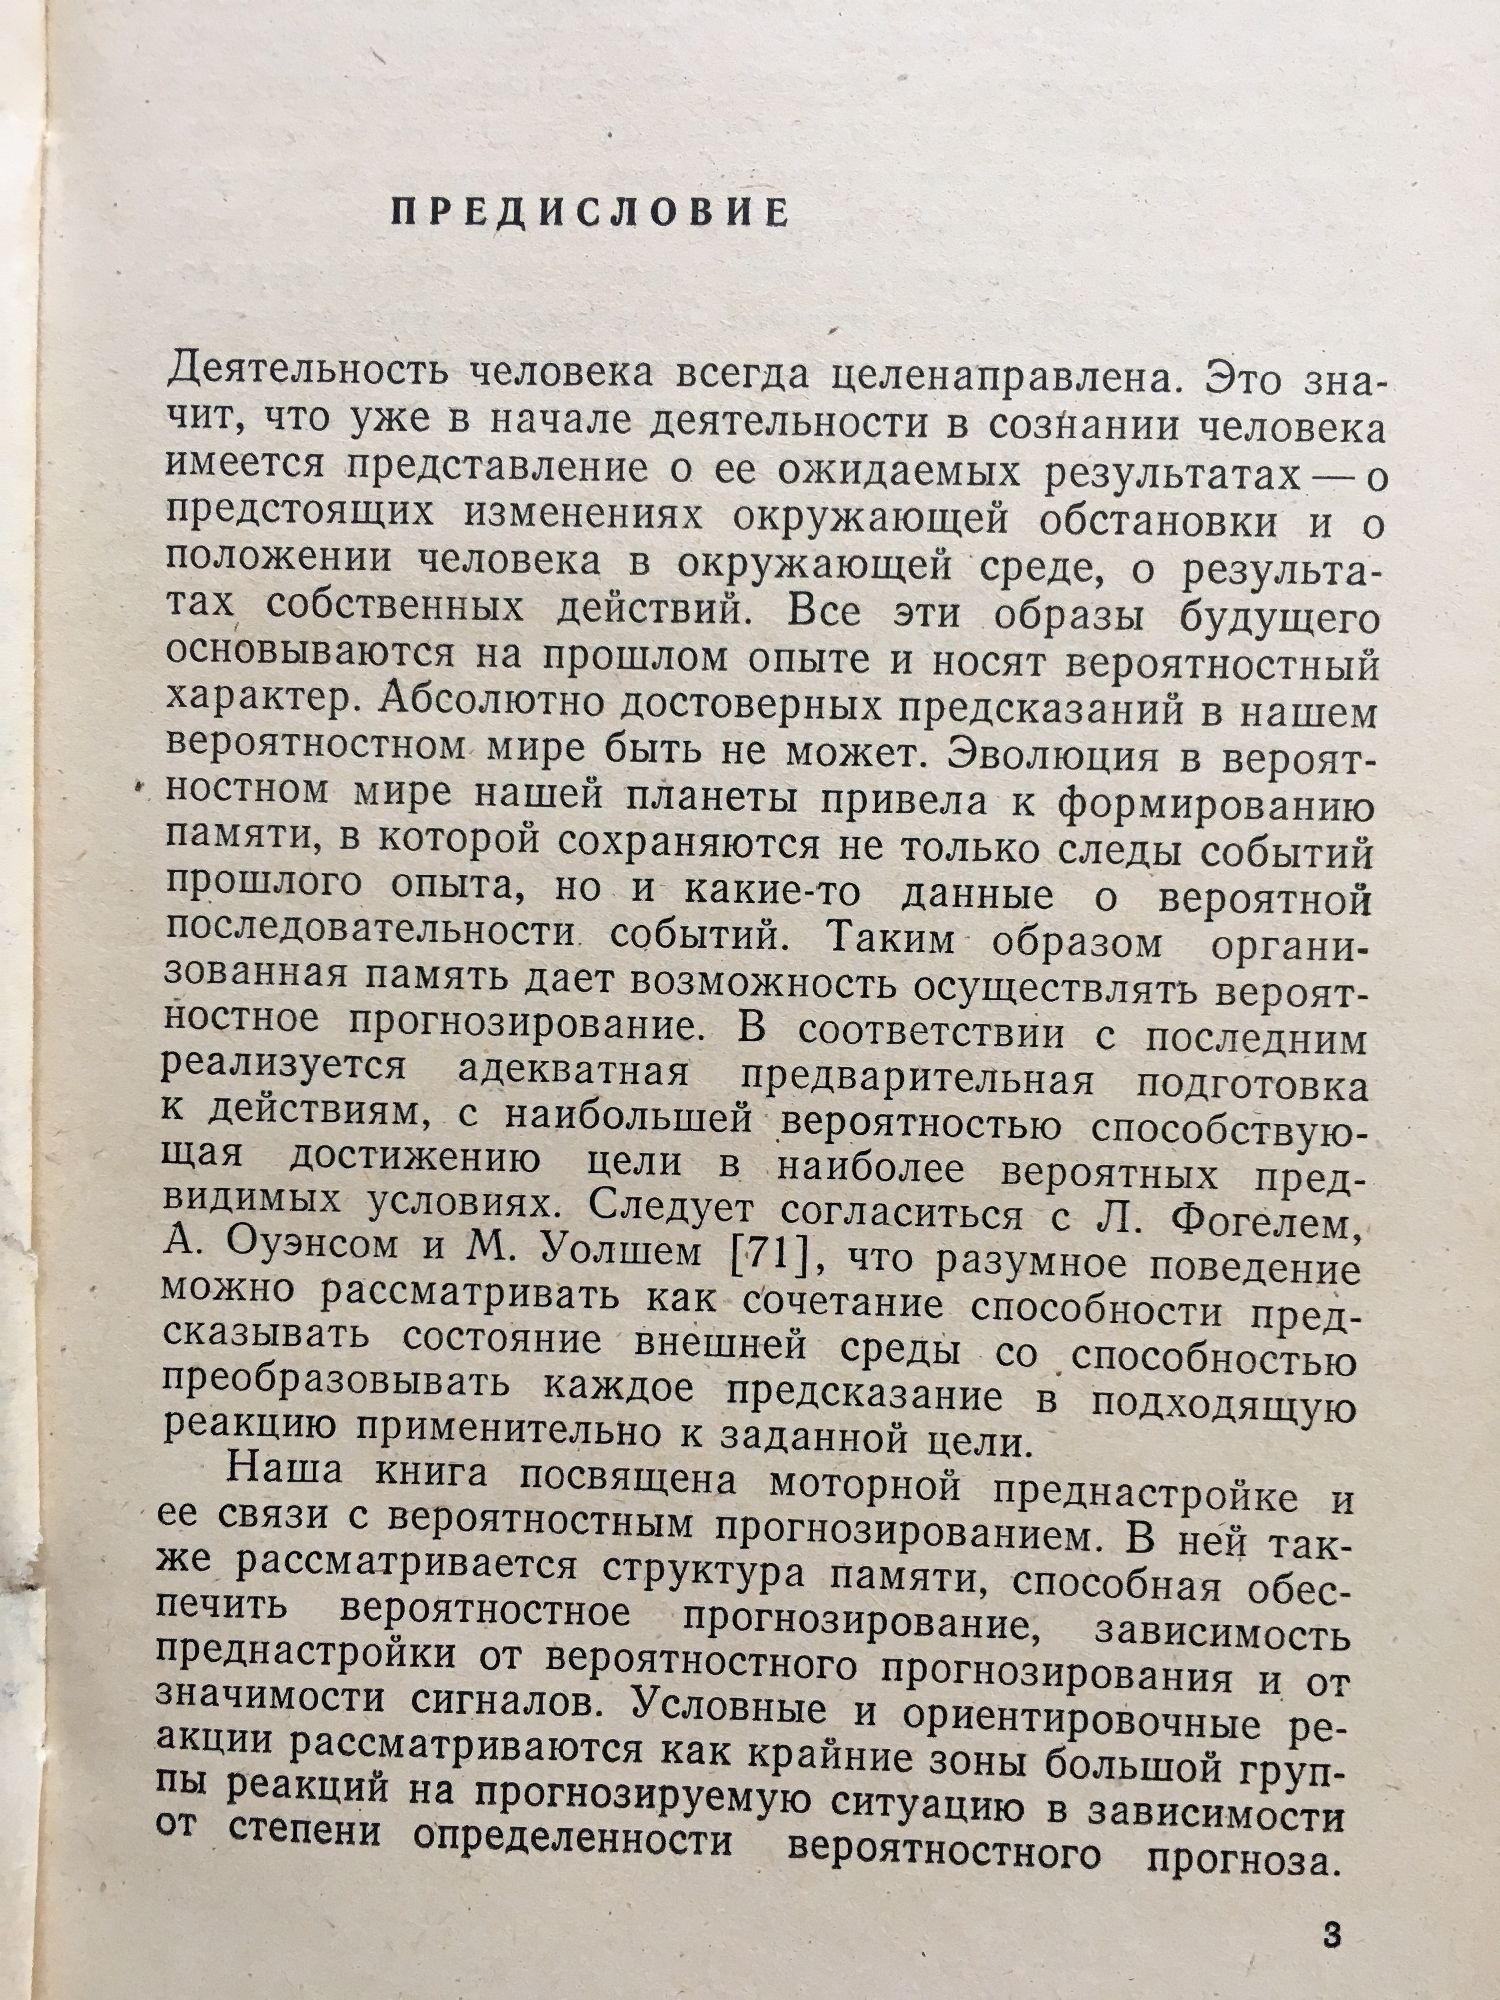 ПРЕДИСЛОВИЕ
Деятельность человека всегда целенаправлена. Это зна-
чит, что уже в начале деятельности в сознании человека
имеется представление о ее ожидаемых результатах — о
предстоящих изменениях окружающей обстановки и о
положении человека в окружающей среде, о результа-
тах собственных действий. Все эти образы будущего
основываются на прошлом опыте и носят вероятностный
характер. Абсолютно достоверных предсказаний в нашем
вероятностном мире быть не может. Эволюция в вероят-
ностном мире нашей планеты привела к формированию
памяти, в которой сохраняются не только следы событий
прошлого опыта, но и какие-то данные о вероятной
последовательности событий. Таким образом органи-
зованная память дает возможность осуществлять вероят-
ностное прогнозирование. В соответствии с последним
реализуется адекватная предварительная подготовка
к действиям, с наибольшей вероятностью способствую-
щая достижению цели в наиболее вероятных пред-
видимых условиях. Следует согласиться с Л. Фогелем,
А. Оуэнсом и М. Уолшем [71], что разумное поведение
можно рассматривать как сочетание способности пред-
сказывать состояние внешней среды со способностью
преобразовывать каждое предсказание в подходящую
реакцию применительно к заданной цели.
Наша книга посвящена моторной преднастройке и
ее связи с вероятностным прогнозированием. В ней так-
же рассматривается структура памяти, способная обес-
печить вероятностное прогнозирование, зависимость
преднастройки от вероятностного прогнозирования и от
значимости сигналов. Условные и ориентировочные ре-
акции рассматриваются как крайние зоны большой груп-
пы реакций на прогнозируемую ситуацию в зависимости
от степени определенности вероятностного прогноза.
3